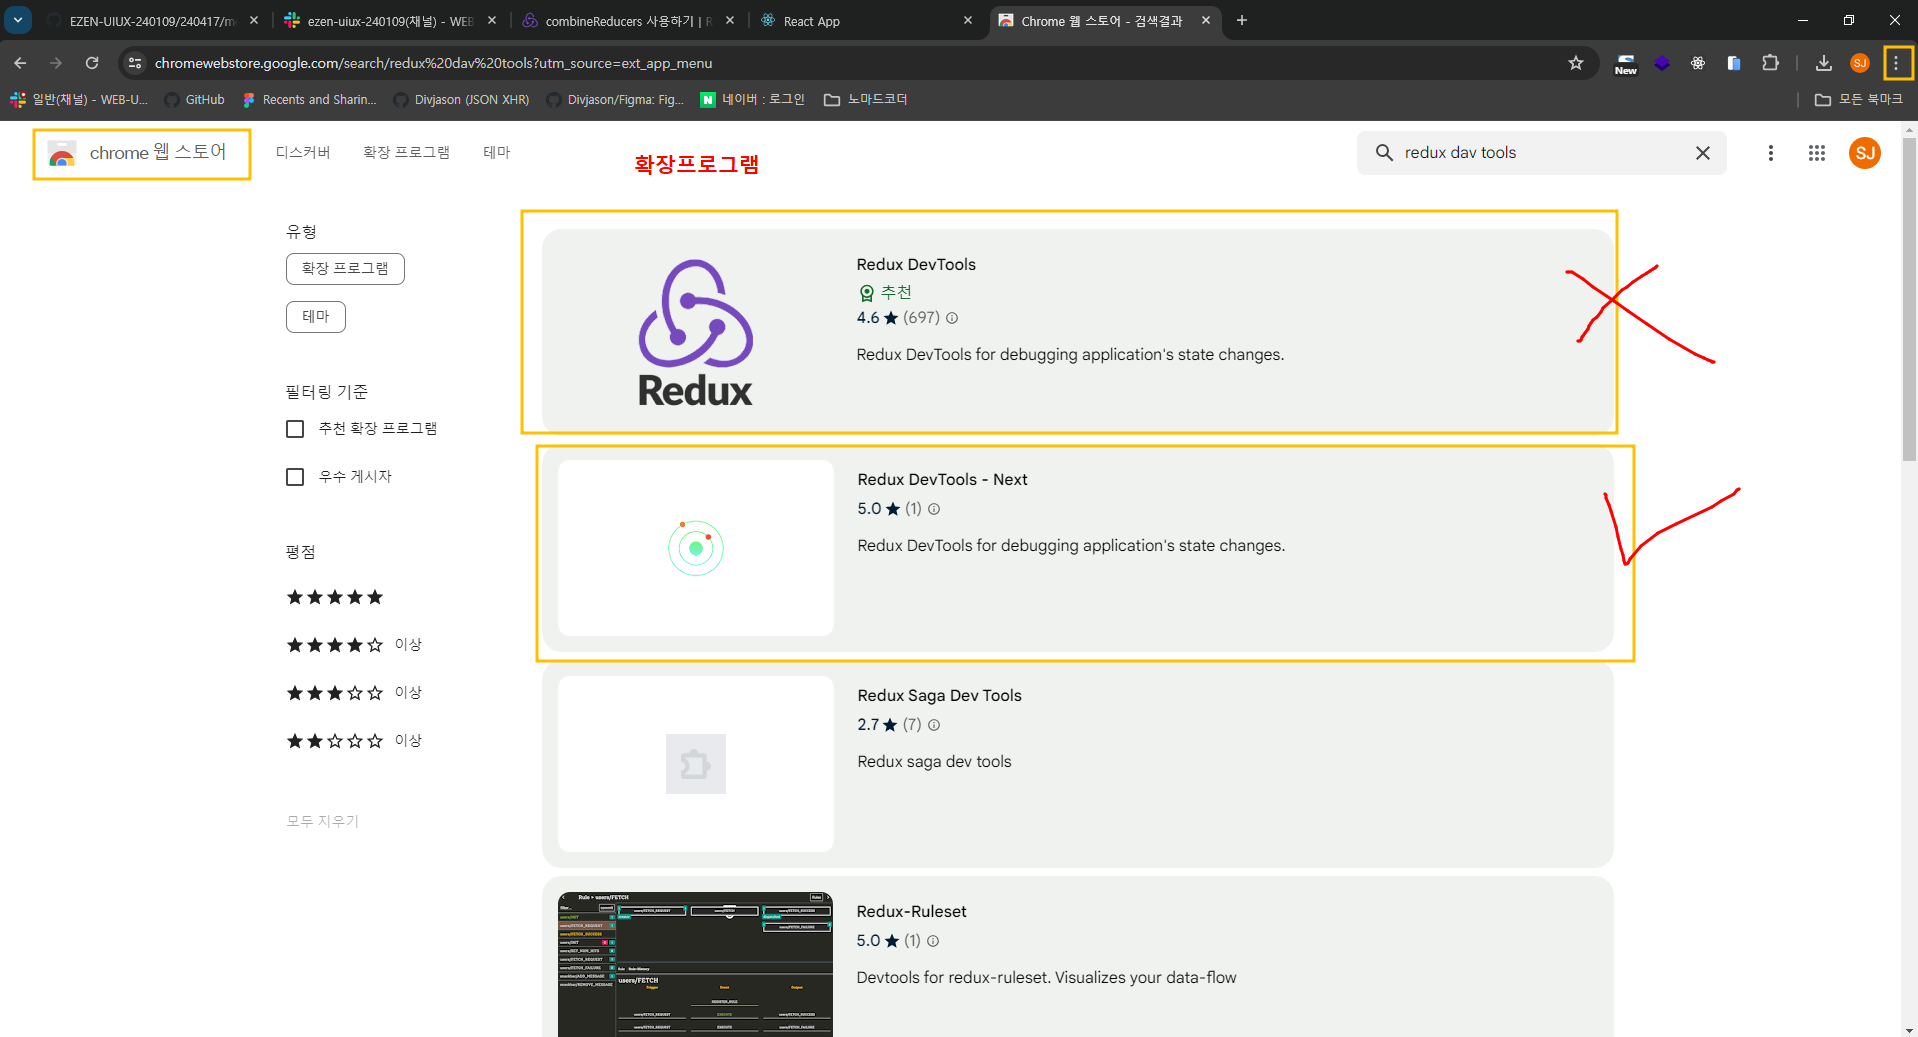 EZEN-UIUX-240109/240417/m
ezen-uiux-240109(채널) - WEB
combineReducers 사용하기 | R
React App
Chrome 웹 스토어 - 검색결과
chromewebstore.google.com/search/redux%20dav%20tools?utm_source=ext_app_menu
New
SJ
일반(채널) - WEB-U...
GitHub
Recents and Sharin...
Divjason (JSON XHR)
Divjason/Figma: Fig...
N 네이버 : 로그인
노마드코더
모든 북마크
chrome 웹 스토어
디스커버
확장 프로그램
테마
확장프로그램
redux dav tools
SJ
유형
확장 프로그램
테마
필터링 기준
추천 확장 프로그램
우수 게시자
평점
이상
이상
이상
모두 지우기
Redux
Redux DevTools
추천
4.6 ★ (697)
Redux DevTools for debugging application's state changes.
Redux DevTools - Next
5.0 ★ (1)
Redux DevTools for debugging application's state changes.
Redux Saga Dev Tools
2.7 ★ (7)
Redux saga dev tools
Redux-Ruleset
5.0 ★ (1)
Devtools for redux-ruleset. Visualizes your data-flow
Rule • users/FETCH
users/FETCH